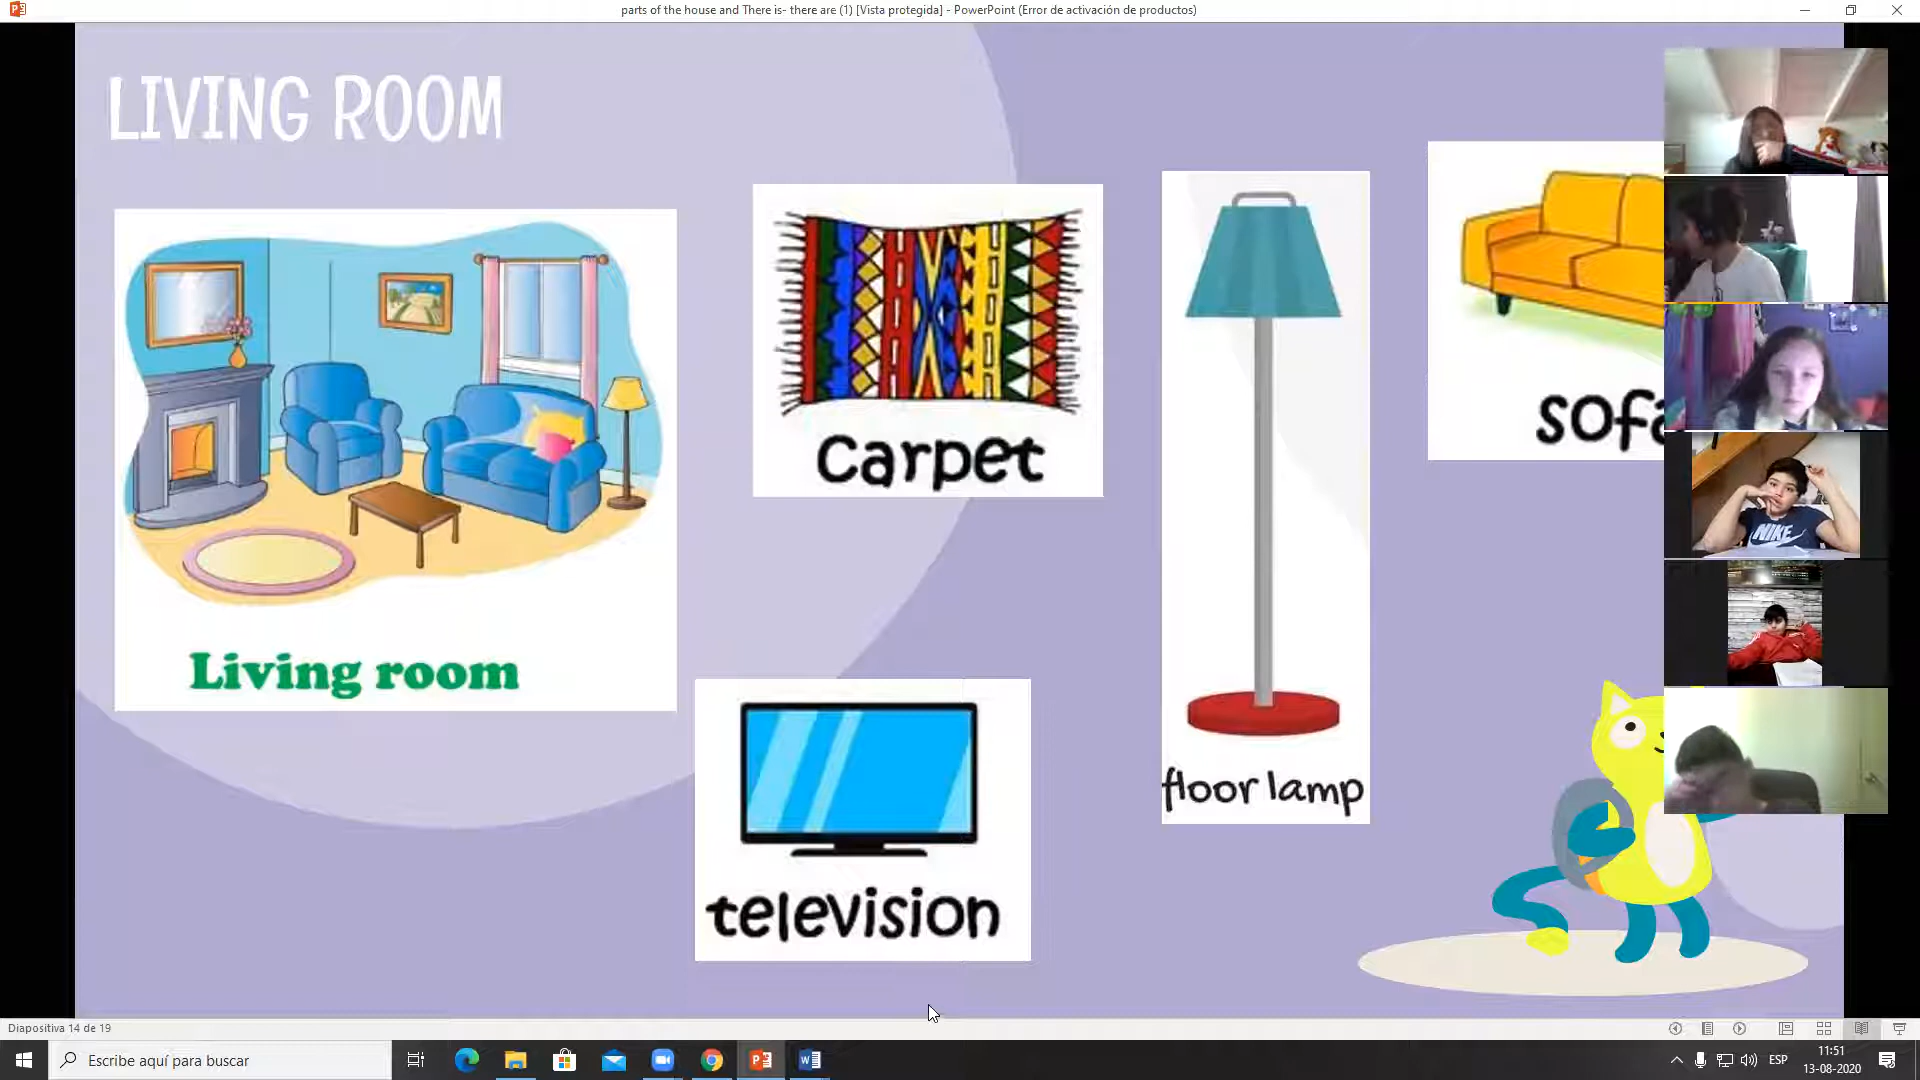 parts of the house and There is- there are (1) [Vista protegida] - PowerPoint (Error de activación de productos)
LIVING ROOM
carpet
sofa
Living room
floor lamp
television
NIKE
Diapositiva 14 de 19
Escribe aquí para buscar
ESP
11:51
13-08-2020